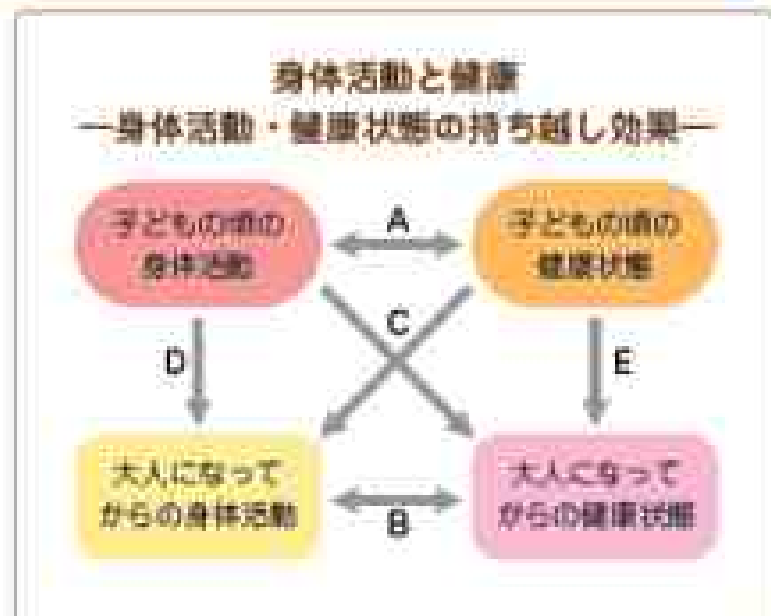 身体活動と健康
―身体活動・健康状態の持ち越し効果―
子どもの頃の
身体活動
A
子どもの頃の
健康状態
C
D
E
大人になって
からの身体活動
B
大人になって
からの健康状態